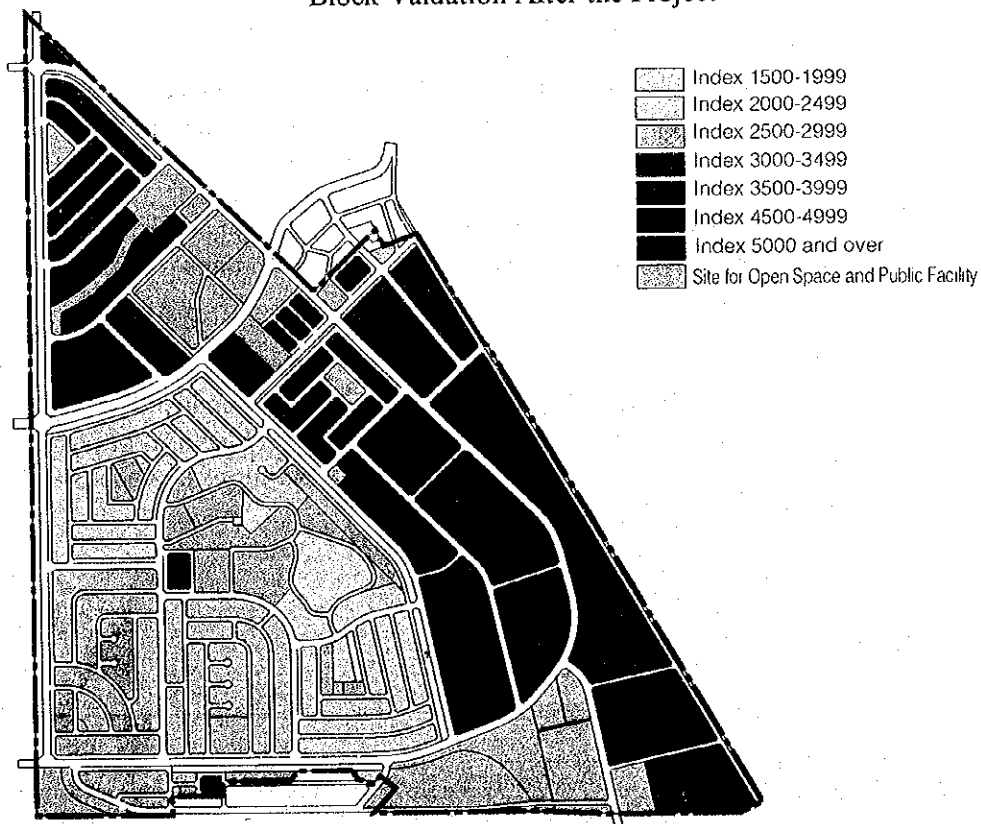 Block Valuation After the Project
Index 1500-1999
Index 2000-2499
Index 2500-2999
Index 3000-3499
Index 3500-3999
Index 4500-4999
Index 5000 and over
Site for Open Space and Public Facility